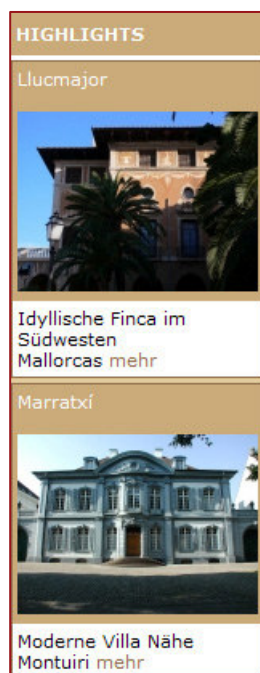 HIGHLIGHTS
Llucmajor
Idyllische Finca im
Südwesten
Mallorcas mehr
Marratxí
Moderne Villa Nähe
Montuiri mehr